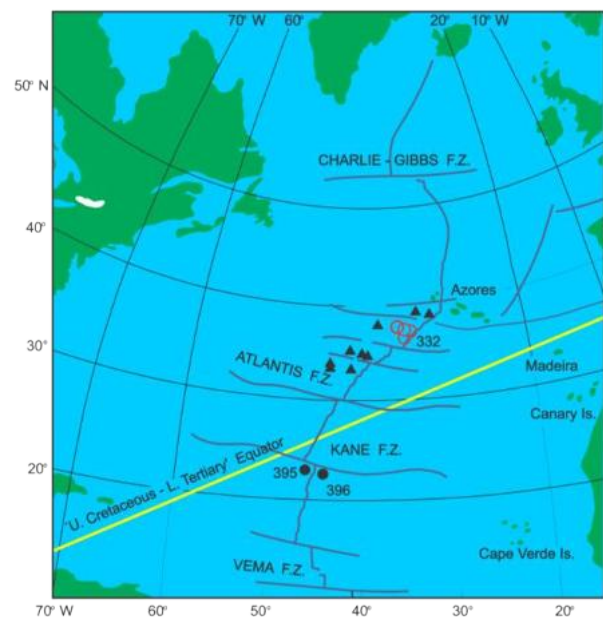 70° W 60° 20° 10° W
50° N
CHARLIE - GIBBS F.Z.
40°
Azores
332
30°
ATLANTIS F.Z.
Madeira
Canary Is.
KANE F.Z.
'U. Cretaceous - L. Tertiary' Equator
20°
395
396
Cape Verde Is.
VEMA F.Z.
70° W 60° 50° 40° 30°